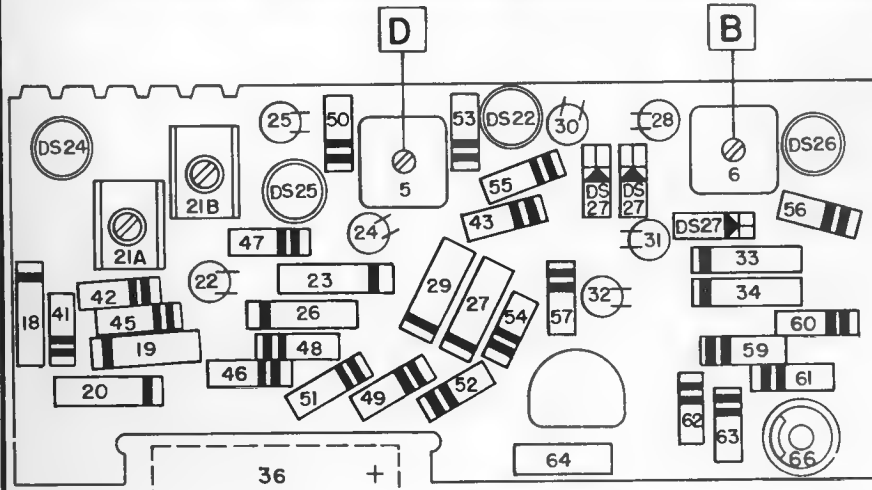 D B
25 50 53 DS22 30 28
DS24 DS26
5 6
21B DS25 55 DS 27 DS 27
43 56
21A 47 24 31 DS27
22 23 33
18 41 42 29 27 57 32 34
45 26 54 60
19 48 59
20 46 51 49 52 61
62 63
36 + 64 66